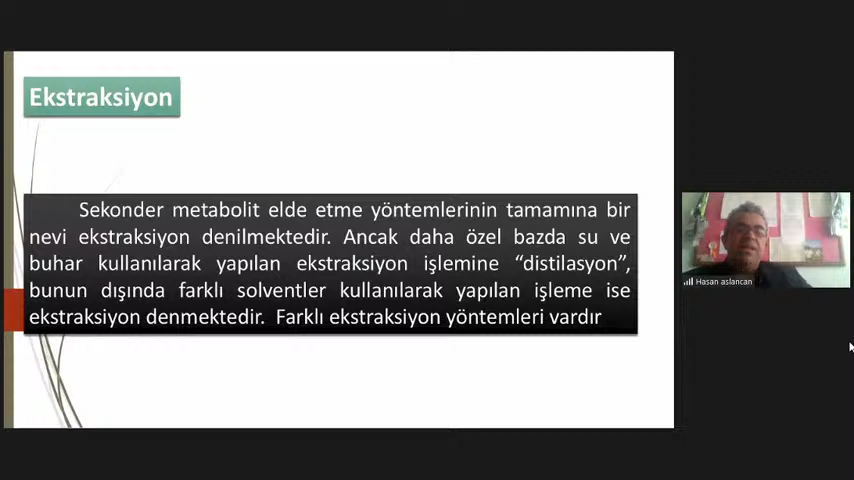 Ekstraksiyon
Sekonder metabolit elde etme yöntemlerinin tamamına bir
nevi ekstraksiyon denilmektedir. Ancak daha özel bazda su ve
buhar kullanılarak yapılan ekstraksiyon işlemine “distilasyon”,
bunun dışında farklı solventler kullanılarak yapılan işleme ise
ekstraksiyon denmektedir. Farklı ekstraksiyon yöntemleri vardır
Hasan aslancan